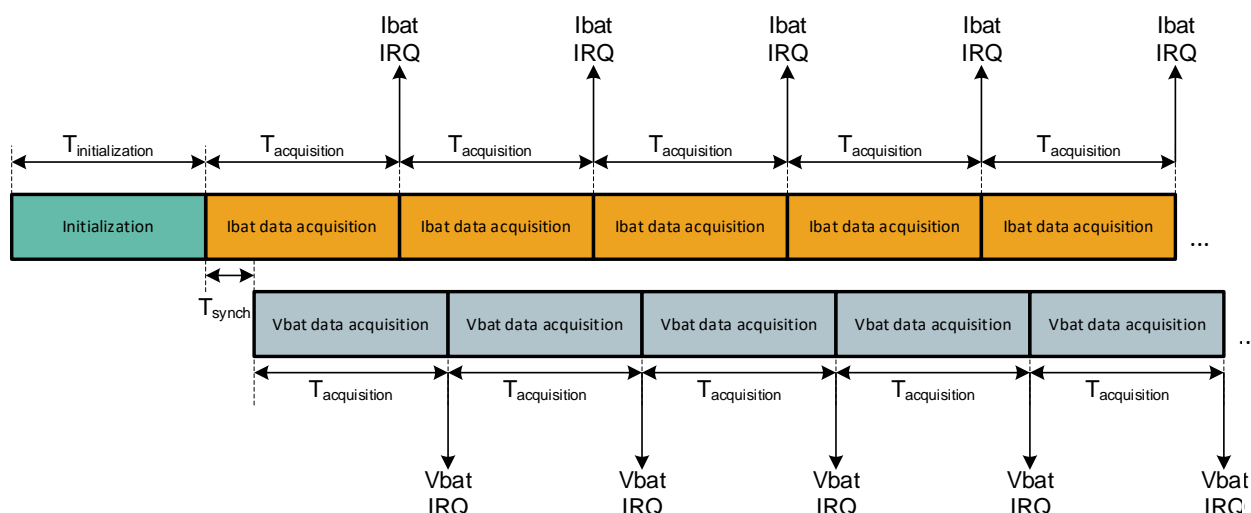 Ibat Ibat Ibat Ibat Ibat
IRQ IRQ IRQ IRQ IRQ
Tinitialization Tacquisition Tacquisition Tacquisition Tacquisition Tacquisition
Initialization Ibat data acquisition Ibat data acquisition Ibat data acquisition Ibat data acquisition Ibat data acquisition ...
Tsynch
Vbat data acquisition Vbat data acquisition Vbat data acquisition Vbat data acquisition Vbat data acquisition ..
Tacquisition Tacquisition Tacquisition Tacquisition Tacquisition
Vbat Vbat Vbat Vbat Vbat
IRQ IRQ IRQ IRQ IRQ